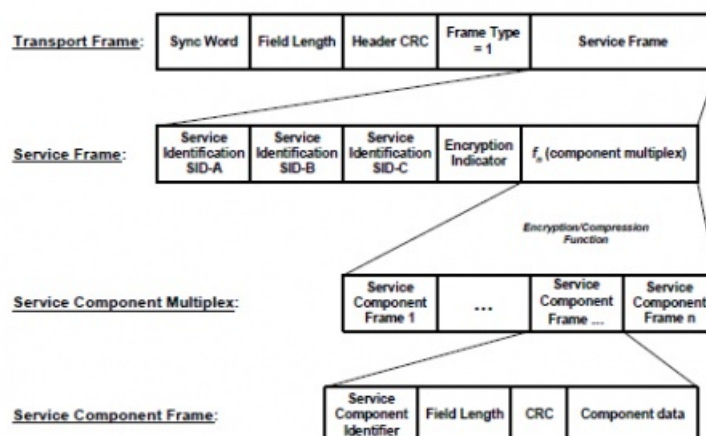 Transport Frame:
Sync Word
Field Length
Header CRC
Frame Type
= 1
Service Frame
Service Frame:
Service
Identification
SID-A
Service
Identification
SID-B
Service
Identification
SID-C
Encryption
Indicator
fn (component multiplex)
Encryption/Compression
Function
Service Component Multiplex:
Service
Component
Frame 1
...
Service
Component
Frame ...
Service
Component
Frame n
Service Component Frame:
Service
Component
Identifier
Field Length
CRC
Component data